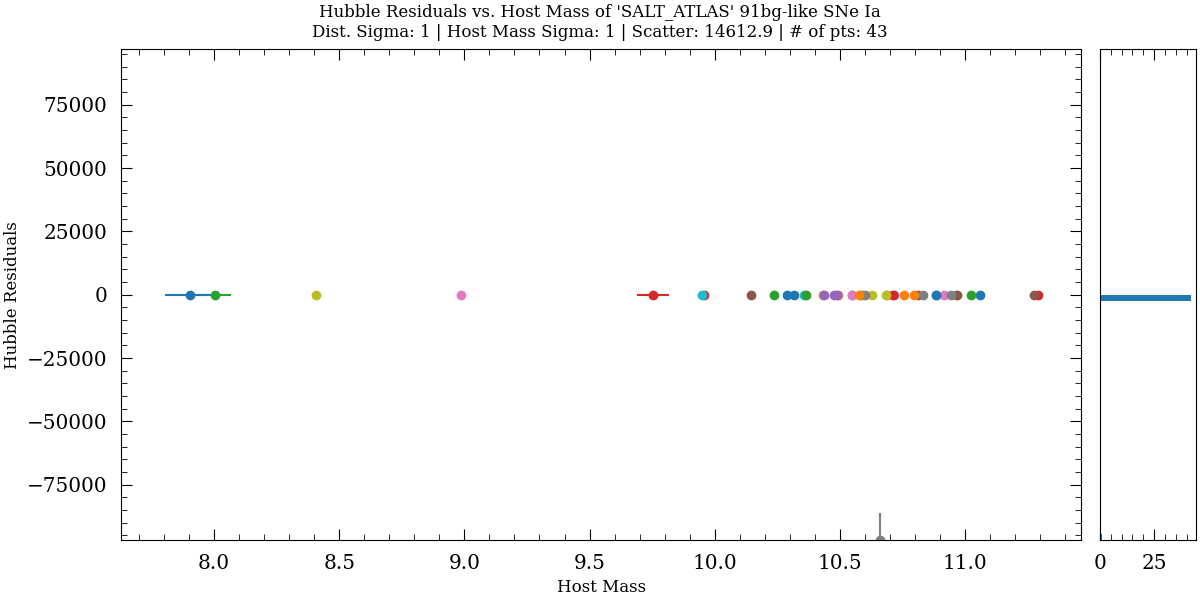 Hubble Residuals vs. Host Mass of 'SALT_ATLAS' 91bg-like SNe Ia
Dist. Sigma: 1 | Host Mass Sigma: 1 | Scatter: 14612.9 | # of pts: 43
Hubble Residuals
75000
50000
25000
0
−25000
−50000
−75000
8.0 8.5 9.0 9.5 10.0 10.5 11.0
0 25
Host Mass